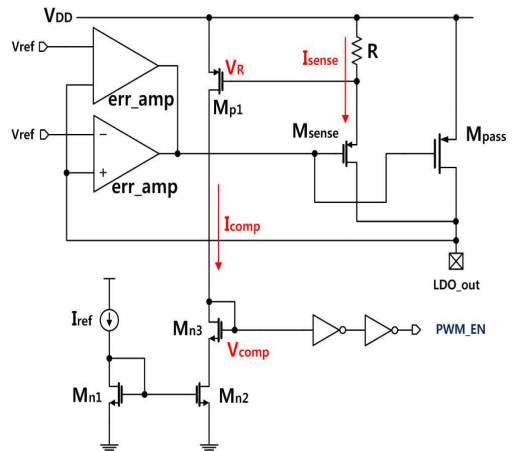 VDD
Vref
err_amp
Vref
−
+
err_amp
VR
Mp1
Isense
R
Msense
Mpass
LDO_out
Icomp
Iref
Mn3
Vcomp
PWM_EN
Mn1
Mn2